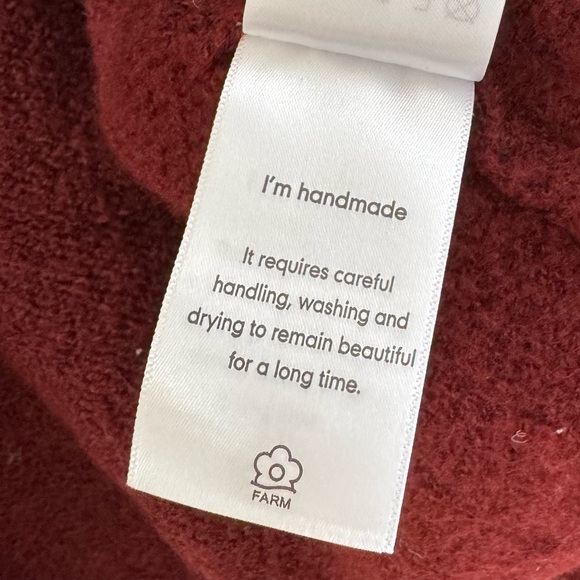 I'm handmade
It requires careful
handling, washing and
drying to remain beautiful
for a long time.
FARM